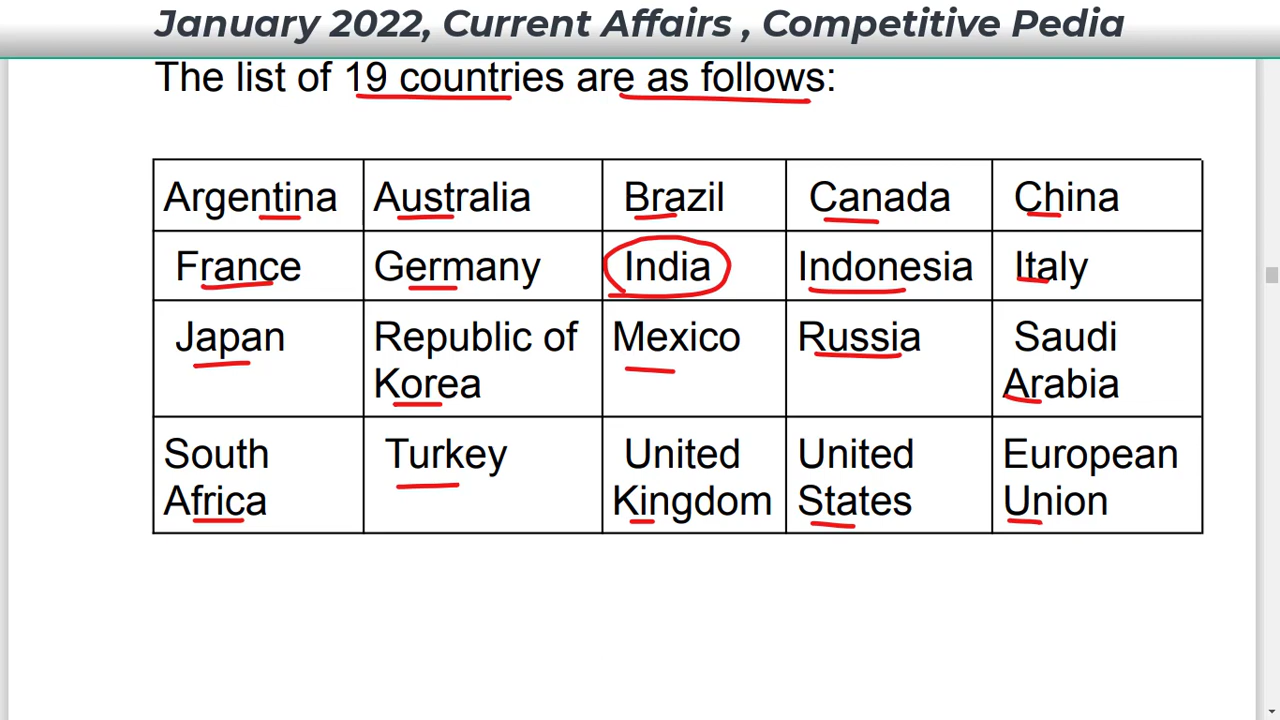 January 2022, Current Affairs , Competitive Pedia
The list of 19 countries are as follows:
Argentina Australia Brazil Canada China
France Germany India Indonesia Italy
Japan Republic of Korea Mexico Russia Saudi Arabia
South Africa Turkey United Kingdom United States European Union